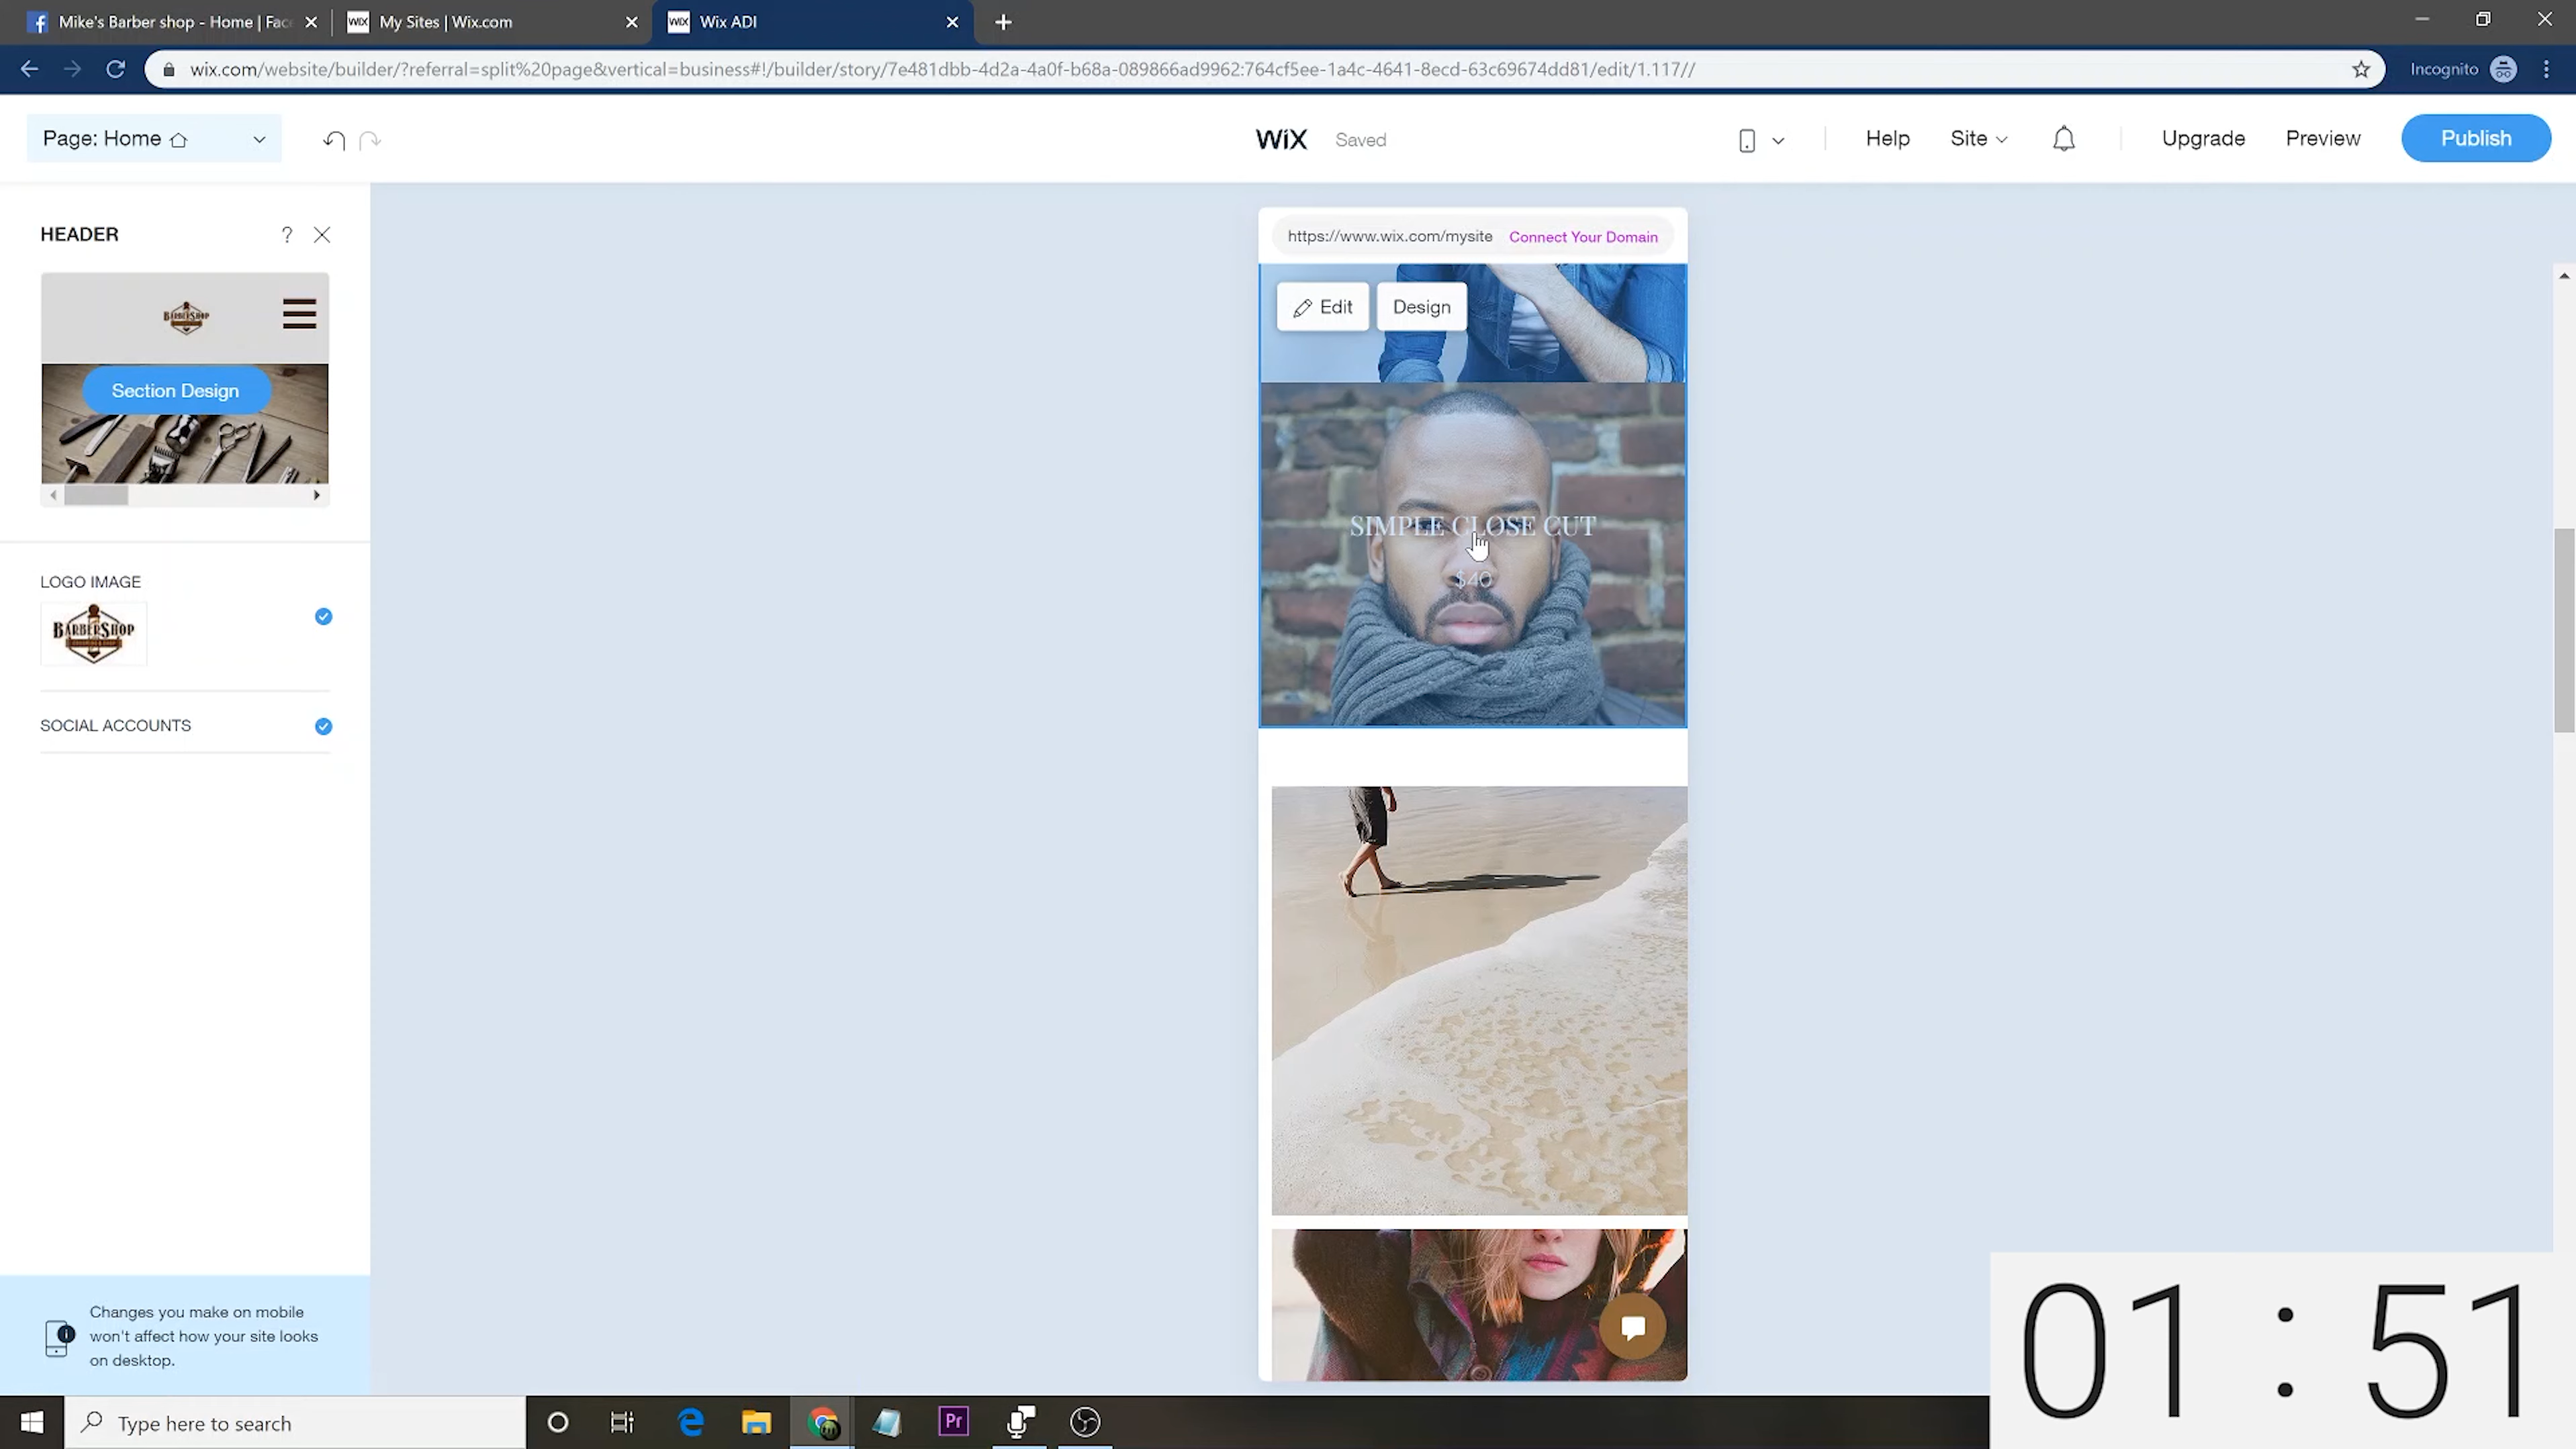 Mike's Barber shop - Home | Fac
My Sites | Wix.com
Wix ADI
wix.com/website/builder/?referral=split%20page&vertical=business#!/builder/story/7e481dbb-4d2a-4a0f-b68a-089866ad9962:764cf5ee-1a4c-4641-8ecd-63c69674dd81/edit/1.117//
Incognito
Page: Home
WiX Saved
Help
Site
Upgrade
Preview
Publish
HEADER
?
BARBERSHOP
Section Design
LOGO IMAGE
BARBERSHOP
SOCIAL ACCOUNTS
Changes you make on mobile
won't affect how your site looks
on desktop.
https://www.wix.com/mysite Connect Your Domain
Edit
Design
SIMPLE CLOSE CUT
$40
01 : 51
Type here to search
Pr